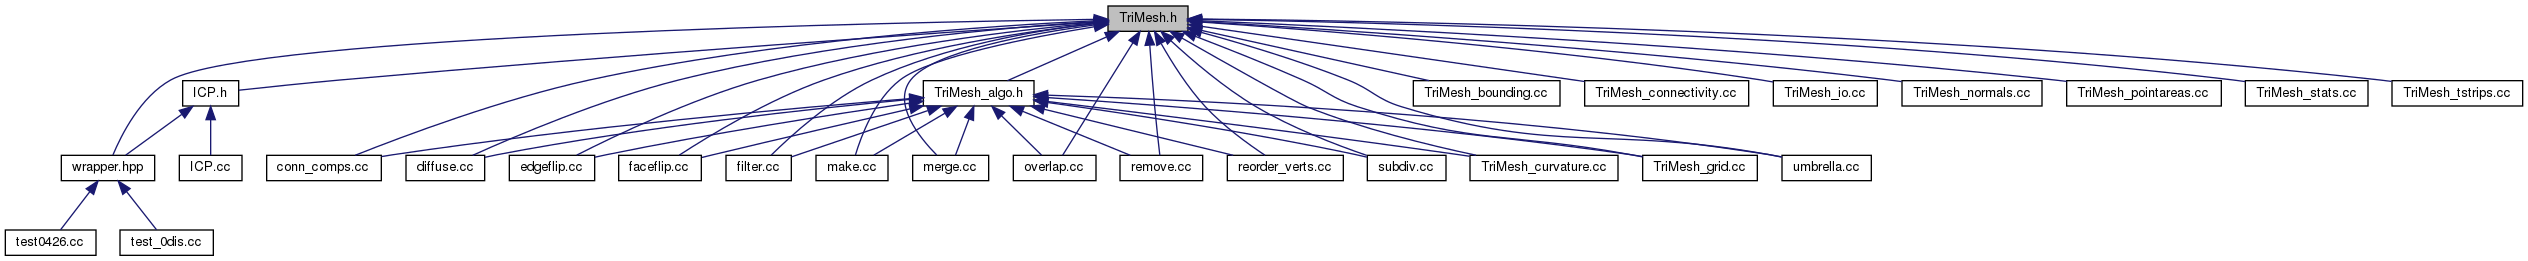 TriMesh.h
ICP.h
TriMesh_algo.h
TriMesh_bounding.cc
TriMesh_connectivity.cc
TriMesh_io.cc
TriMesh_normals.cc
TriMesh_pointareas.cc
TriMesh_stats.cc
TriMesh_tstrips.cc
wrapper.hpp
ICP.cc
conn_comps.cc
diffuse.cc
edgeflip.cc
faceflip.cc
filter.cc
make.cc
merge.cc
overlap.cc
remove.cc
reorder_verts.cc
subdiv.cc
TriMesh_curvature.cc
TriMesh_grid.cc
umbrella.cc
test0426.cc
test_0dis.cc